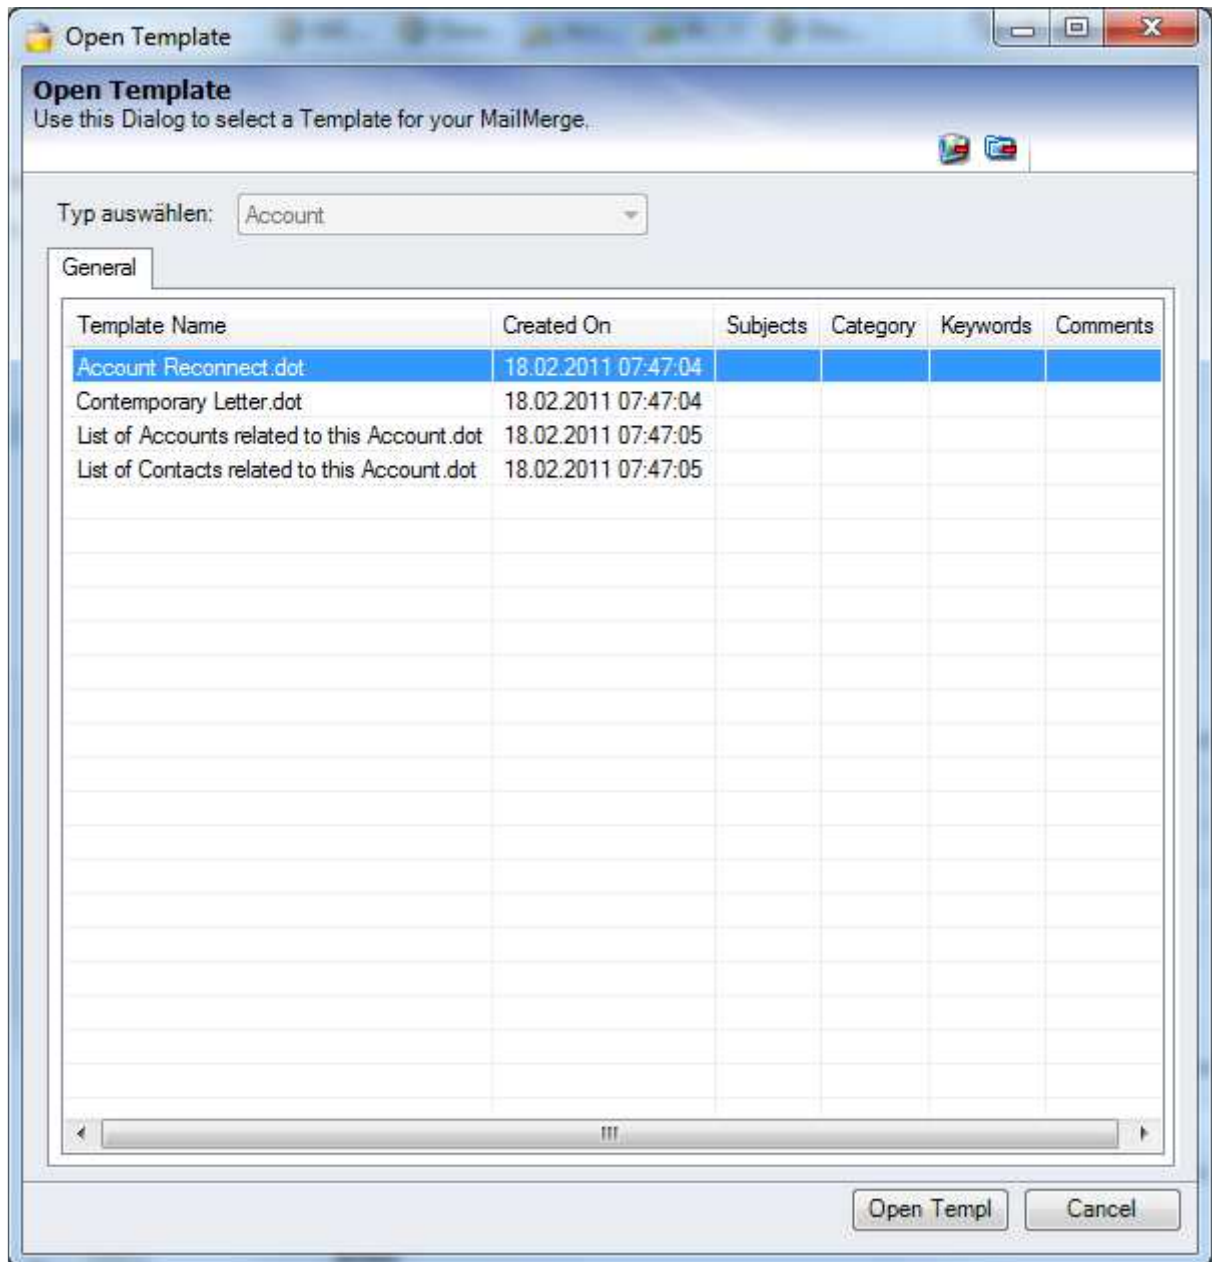 Open Template
Open Template
Use this Dialog to select a Template for your MailMerge.
Typ auswählen: Account
General
Template Name Created On Subjects Category Keywords Comments
Account Reconnect.dot 18.02.2011 07:47:04
Contemporary Letter.dot 18.02.2011 07:47:04
List of Accounts related to this Account.dot 18.02.2011 07:47:05
List of Contacts related to this Account.dot 18.02.2011 07:47:05
Open Templ Cancel